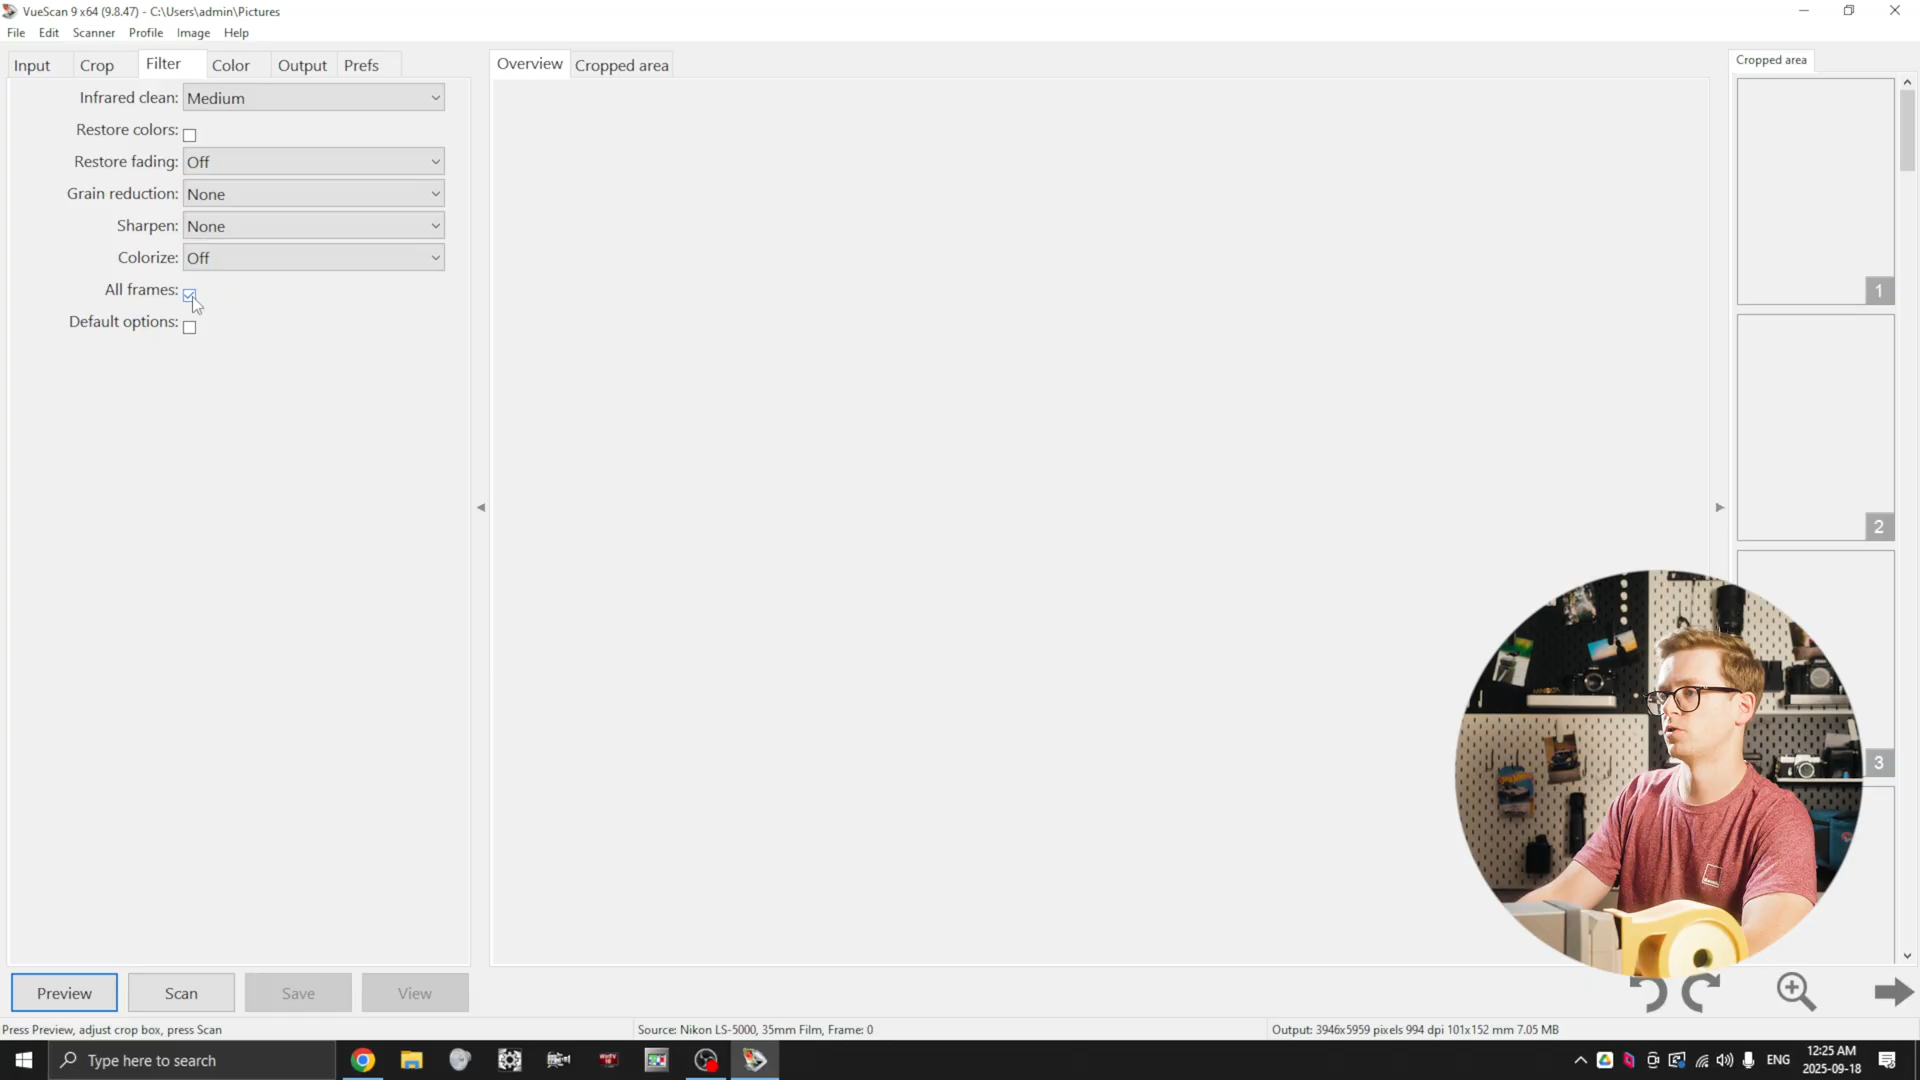 VueScan 9 x64 (9.8.47) - C:\Users\admin\Pictures
File Edit Scanner Profile Image Help
Input Crop Filter Color Output Prefs
Overview Cropped area
Cropped area
Infrared clean: Medium
Restore colors:
Restore fading: Off
Grain reduction: None
Sharpen: None
Colorize: Off
All frames:
Default options:
1
2
3
Preview Scan Save View
Press Preview, adjust crop box, press Scan
Source: Nikon LS-5000, 35mm Film, Frame: 0
Output: 3946x5959 pixels 994 dpi 101x152 mm 7.05 MB
Type here to search
ENG
12:25 AM
2025-09-18